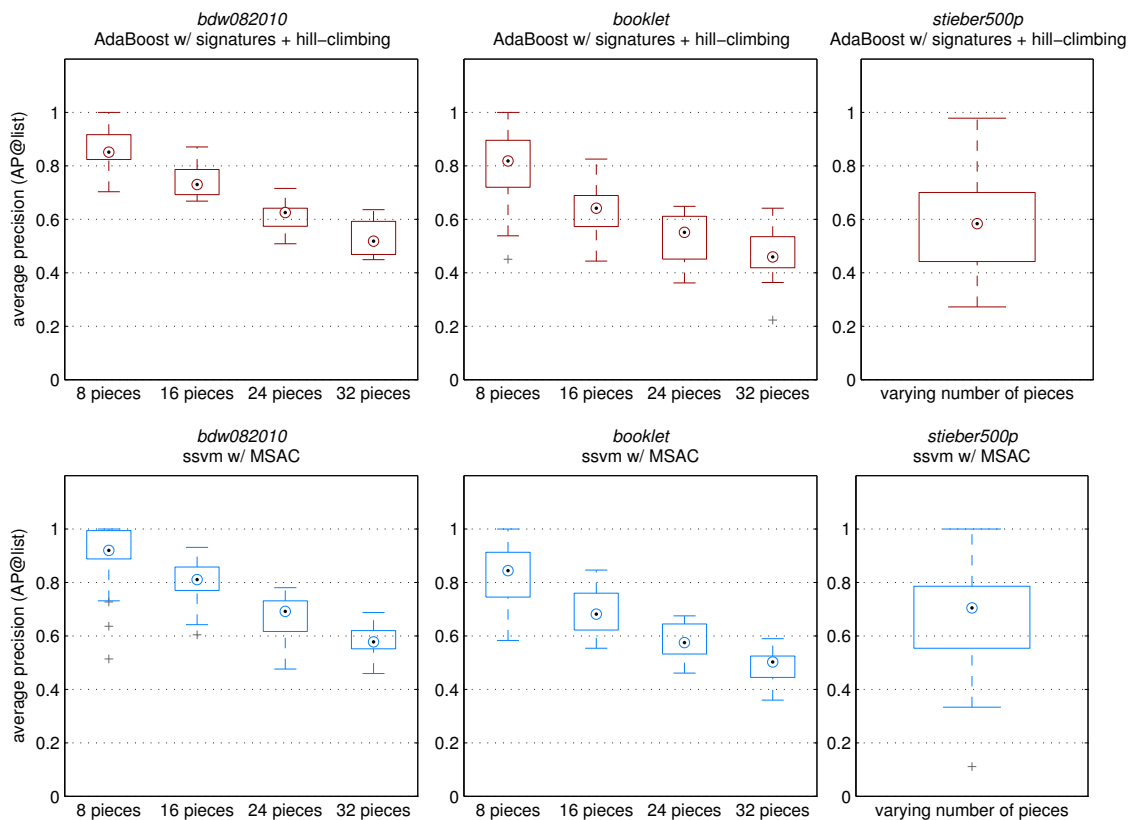 bdw082010
AdaBoost w/ signatures + hill−climbing
booklet
AdaBoost w/ signatures + hill−climbing
stieber500p
AdaBoost w/ signatures + hill−climbing
average precision (AP@list)
1
0.8
0.6
0.4
0.2
0
8 pieces 16 pieces 24 pieces 32 pieces
1
0.8
0.6
0.4
0.2
0
8 pieces 16 pieces 24 pieces 32 pieces
1
0.8
0.6
0.4
0.2
0
varying number of pieces
bdw082010
ssvm w/ MSAC
booklet
ssvm w/ MSAC
stieber500p
ssvm w/ MSAC
average precision (AP@list)
1
0.8
0.6
0.4
0.2
0
8 pieces 16 pieces 24 pieces 32 pieces
1
0.8
0.6
0.4
0.2
0
8 pieces 16 pieces 24 pieces 32 pieces
1
0.8
0.6
0.4
0.2
0
varying number of pieces